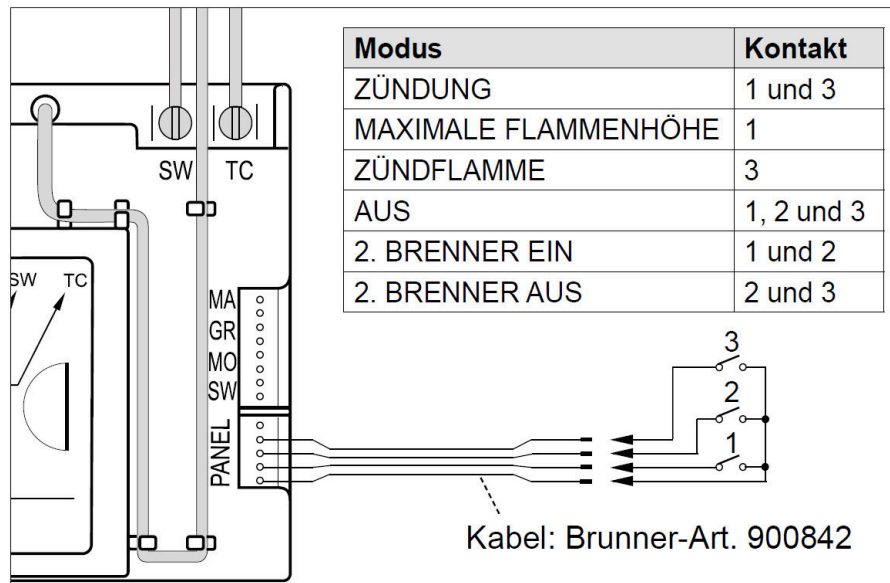 Modus Kontakt
ZÜNDUNG 1 und 3
MAXIMALE FLAMMENHÖHE 1
ZÜNDFLAMME 3
AUS 1, 2 und 3
2. BRENNER EIN 1 und 2
2. BRENNER AUS 2 und 3
SW TC
SW TC
MA
GR
MO
SW
PANEL
3
2
1
Kabel: Brunner-Art. 900842